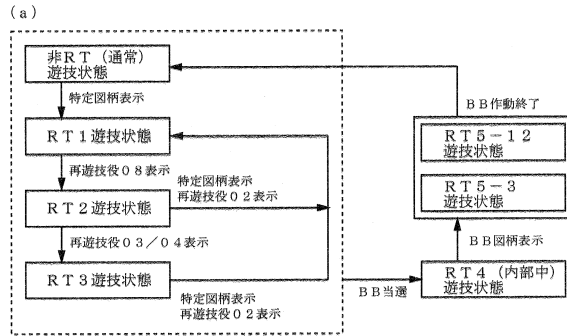 （a）
非RT（通常）
遊技状態
特定図柄表示
RT1遊技状態
再遊技役08表示
RT2遊技状態
特定図柄表示
再遊技役02表示
再遊技役03／04表示
RT3遊技状態
特定図柄表示
再遊技役02表示
BB当選
RT4（内部中）
遊技状態
BB図柄表示
RT5－3
遊技状態
RT5－12
遊技状態
BB作動終了